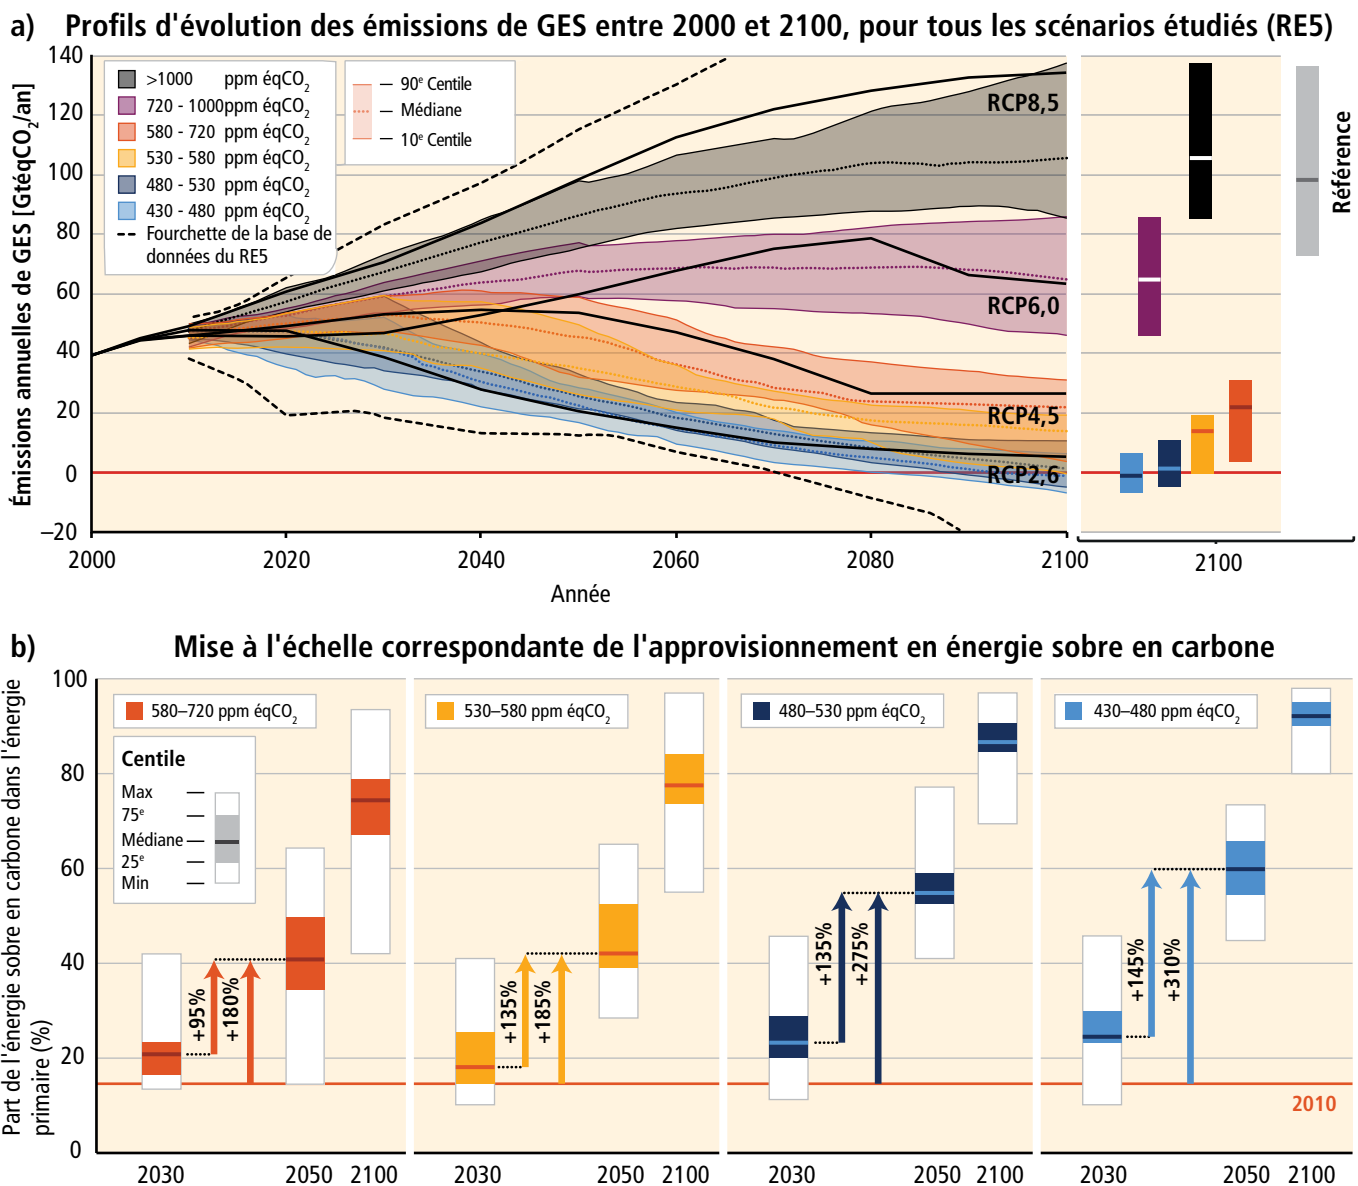 a) Profils d'évolution des émissions de GES entre 2000 et 2100, pour tous les scénarios étudiés (RE5)
Émissions annuelles de GES [GtéqCO2/an]
140
120
100
80
60
40
20
0
–20
>1000 ppm éqCO2
720 - 1000ppm éqCO2
580 - 720 ppm éqCO2
530 - 580 ppm éqCO2
480 - 530 ppm éqCO2
430 - 480 ppm éqCO2
Fourchette de la base de
données du RE5
90e Centile
Médiane
10e Centile
RCP8,5
RCP6,0
RCP4,5
RCP2,6
Référence
2000 2020 2040 2060 2080 2100
2100
Année
b) Mise à l'échelle correspondante de l'approvisionnement en énergie sobre en carbone
Part de l'énergie sobre en carbone dans l'énergie
primaire (%)
100
80
60
40
20
0
580–720 ppm éqCO2
530–580 ppm éqCO2
480–530 ppm éqCO2
430–480 ppm éqCO2
Centile
Max
75e
Médiane
25e
Min
+95%
+180%
+135%
+185%
+135%
+275%
+145%
+310%
2010
2030 2050 2100
2030 2050 2100
2030 2050 2100
2030 2050 2100